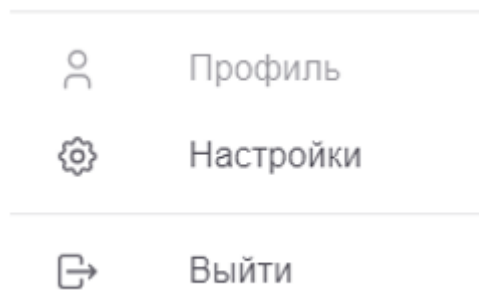 Профиль
Настройки
Выйти